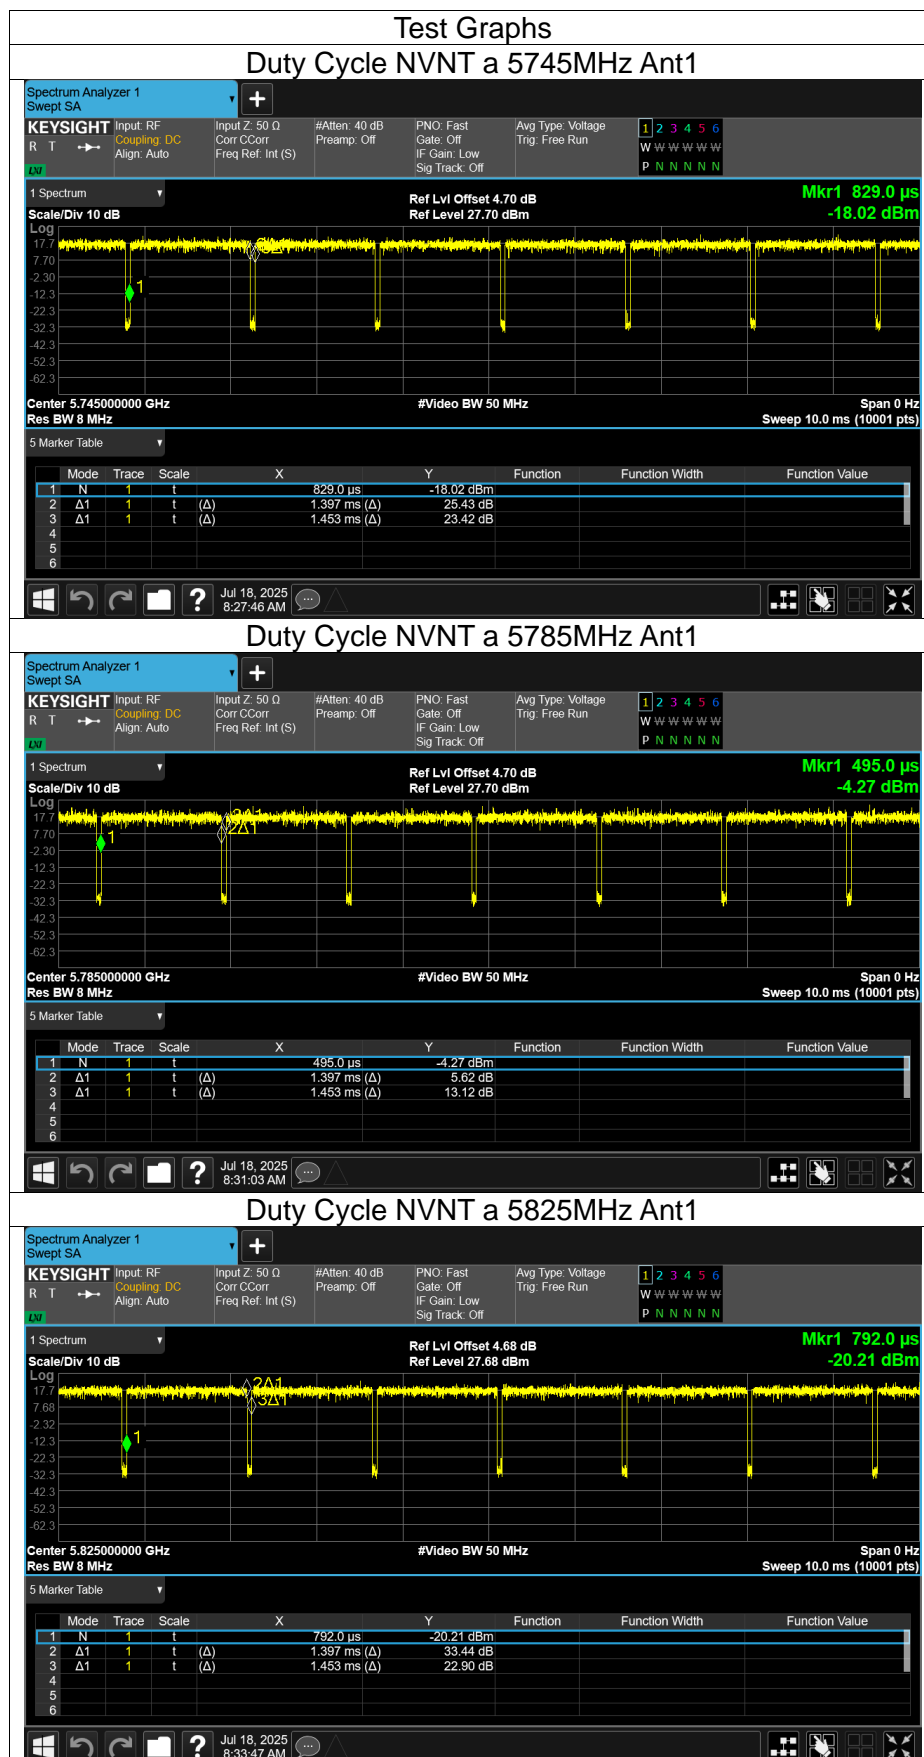 Test Graphs
Duty Cycle NVNT a 5745MHz Ant1
Spectrum Analyzer 1
Swept SA
KEYSIGHT Input: RF Input Z: 50 Ω #Atten: 40 dB PNO: Fast Avg Type: Voltage 1 2 3 4 5 6
R T Coupling: DC Corr CCorr Preamp: Off Gate: Off Trig: Free Run W W W W W W
Align: Auto Freq Ref: Int (S) IF Gain: Low
LXI Sig Track: Off P N N N N N
1 Spectrum Ref Lvl Offset 4.70 dB Mkr1 829.0 µs
Scale/Div 10 dB Ref Level 27.70 dBm -18.02 dBm
Log
17.7
7.70
-2.30
-12.3 1
-22.3
-32.3
-42.3
-52.3
-62.3
Center 5.745000000 GHz #Video BW 50 MHz Span 0 Hz
Res BW 8 MHz Sweep 10.0 ms (10001 pts)
5 Marker Table
Mode Trace Scale X Y Function Function Width Function Value
1 N 1 t 829.0 µs -18.02 dBm
2 Δ1 1 t (Δ) 1.397 ms (Δ) 25.43 dB
3 Δ1 1 t (Δ) 1.453 ms (Δ) 23.42 dB
4
5
6
? Jul 18, 2025
8:27:46 AM
Duty Cycle NVNT a 5785MHz Ant1
Spectrum Analyzer 1
Swept SA
KEYSIGHT Input: RF Input Z: 50 Ω #Atten: 40 dB PNO: Fast Avg Type: Voltage 1 2 3 4 5 6
R T Coupling: DC Corr CCorr Preamp: Off Gate: Off Trig: Free Run W W W W W W
Align: Auto Freq Ref: Int (S) IF Gain: Low
LXI Sig Track: Off P N N N N N
1 Spectrum Ref Lvl Offset 4.70 dB Mkr1 495.0 µs
Scale/Div 10 dB Ref Level 27.70 dBm -4.27 dBm
Log
17.7 3Δ1
7.70 1 2Δ1
-2.30
-12.3
-22.3
-32.3
-42.3
-52.3
-62.3
Center 5.785000000 GHz #Video BW 50 MHz Span 0 Hz
Res BW 8 MHz Sweep 10.0 ms (10001 pts)
5 Marker Table
Mode Trace Scale X Y Function Function Width Function Value
1 N 1 t 495.0 µs -4.27 dBm
2 Δ1 1 t (Δ) 1.397 ms (Δ) 5.62 dB
3 Δ1 1 t (Δ) 1.453 ms (Δ) 13.12 dB
4
5
6
? Jul 18, 2025
8:31:03 AM
Duty Cycle NVNT a 5825MHz Ant1
Spectrum Analyzer 1
Swept SA
KEYSIGHT Input: RF Input Z: 50 Ω #Atten: 40 dB PNO: Fast Avg Type: Voltage 1 2 3 4 5 6
R T Coupling: DC Corr CCorr Preamp: Off Gate: Off Trig: Free Run W W W W W W
Align: Auto Freq Ref: Int (S) IF Gain: Low
LXI Sig Track: Off P N N N N N
1 Spectrum Ref Lvl Offset 4.68 dB Mkr1 792.0 µs
Scale/Div 10 dB Ref Level 27.68 dBm -20.21 dBm
Log 2Δ1
17.7 3Δ1
7.68
-2.32
-12.3 1
-22.3
-32.3
-42.3
-52.3
-62.3
Center 5.825000000 GHz #Video BW 50 MHz Span 0 Hz
Res BW 8 MHz Sweep 10.0 ms (10001 pts)
5 Marker Table
Mode Trace Scale X Y Function Function Width Function Value
1 N 1 t 792.0 µs -20.21 dBm
2 Δ1 1 t (Δ) 1.397 ms (Δ) 33.44 dB
3 Δ1 1 t (Δ) 1.453 ms (Δ) 22.90 dB
4
5
6
? Jul 18, 2025
8:33:47 AM